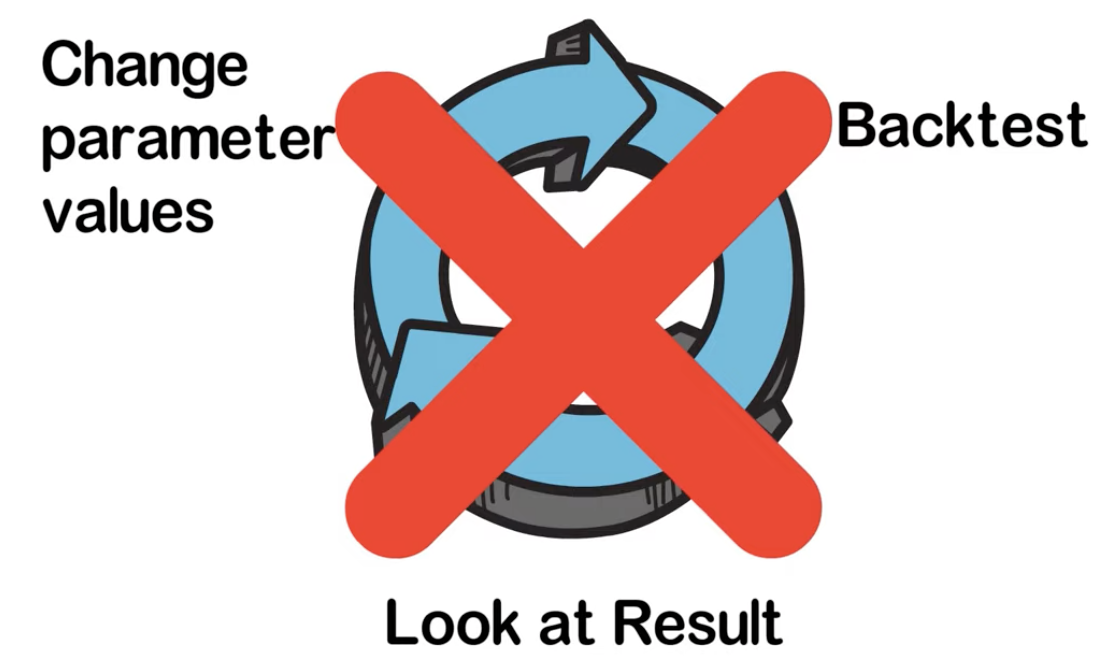 Change
parameter
values
Backtest
Look at Result